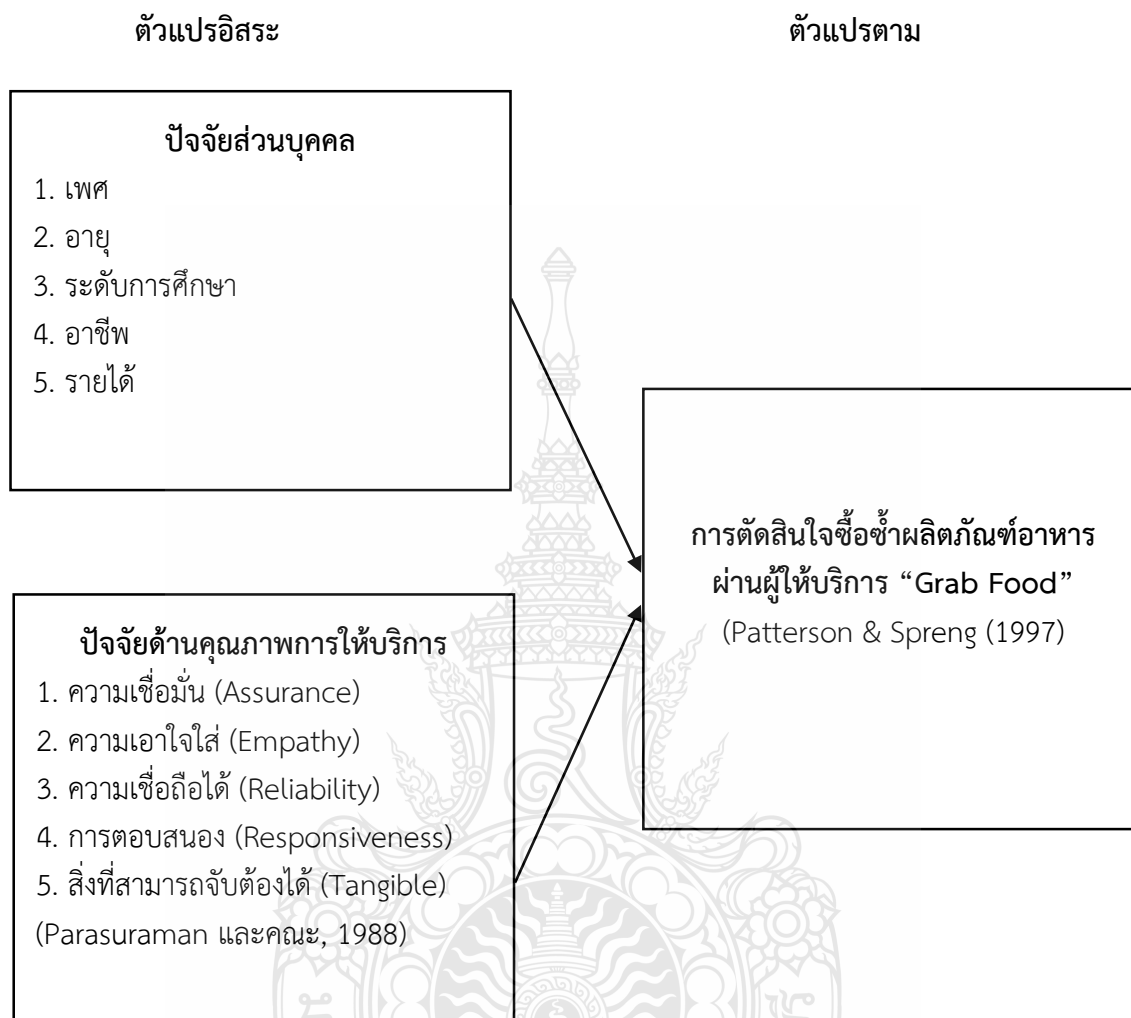 ตัวแปรอิสระ
ตัวแปรตาม
ปัจจัยส่วนบุคคล
1. เพศ
2. อายุ
3. ระดับการศึกษา
4. อาชีพ
5. รายได้
ปัจจัยด้านคุณภาพการให้บริการ
1. ความเชื่อมั่น (Assurance)
2. ความเอาใจใส่ (Empathy)
3. ความเชื่อถือได้ (Reliability)
4. การตอบสนอง (Responsiveness)
5. สิ่งที่สามารถจับต้องได้ (Tangible)
(Parasuraman และคณะ, 1988)
การตัดสินใจซื้อซ้ำผลิตภัณฑ์อาหาร
ผ่านผู้ให้บริการ “Grab Food”
(Patterson & Spreng (1997)